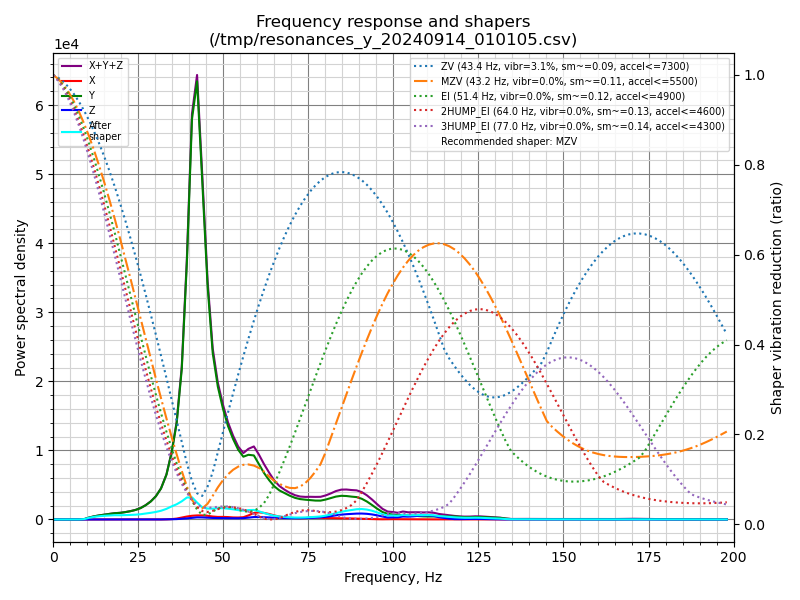 Frequency response and shapers
(/tmp/resonances_y_20240914_010105.csv)
1e4
X+Y+Z
X
Y
Z
After
shaper
ZV (43.4 Hz, vibr=3.1%, sm~=0.09, accel<=7300)
MZV (43.2 Hz, vibr=0.0%, sm~=0.11, accel<=5500)
EI (51.4 Hz, vibr=0.0%, sm~=0.12, accel<=4900)
2HUMP_EI (64.0 Hz, vibr=0.0%, sm~=0.13, accel<=4600)
3HUMP_EI (77.0 Hz, vibr=0.0%, sm~=0.14, accel<=4300)
Recommended shaper: MZV
6
5
4
3
2
1
0
Power spectral density
1.0
0.8
0.6
0.4
0.2
0.0
Shaper vibration reduction (ratio)
0 25 50 75 100 125 150 175 200
Frequency, Hz